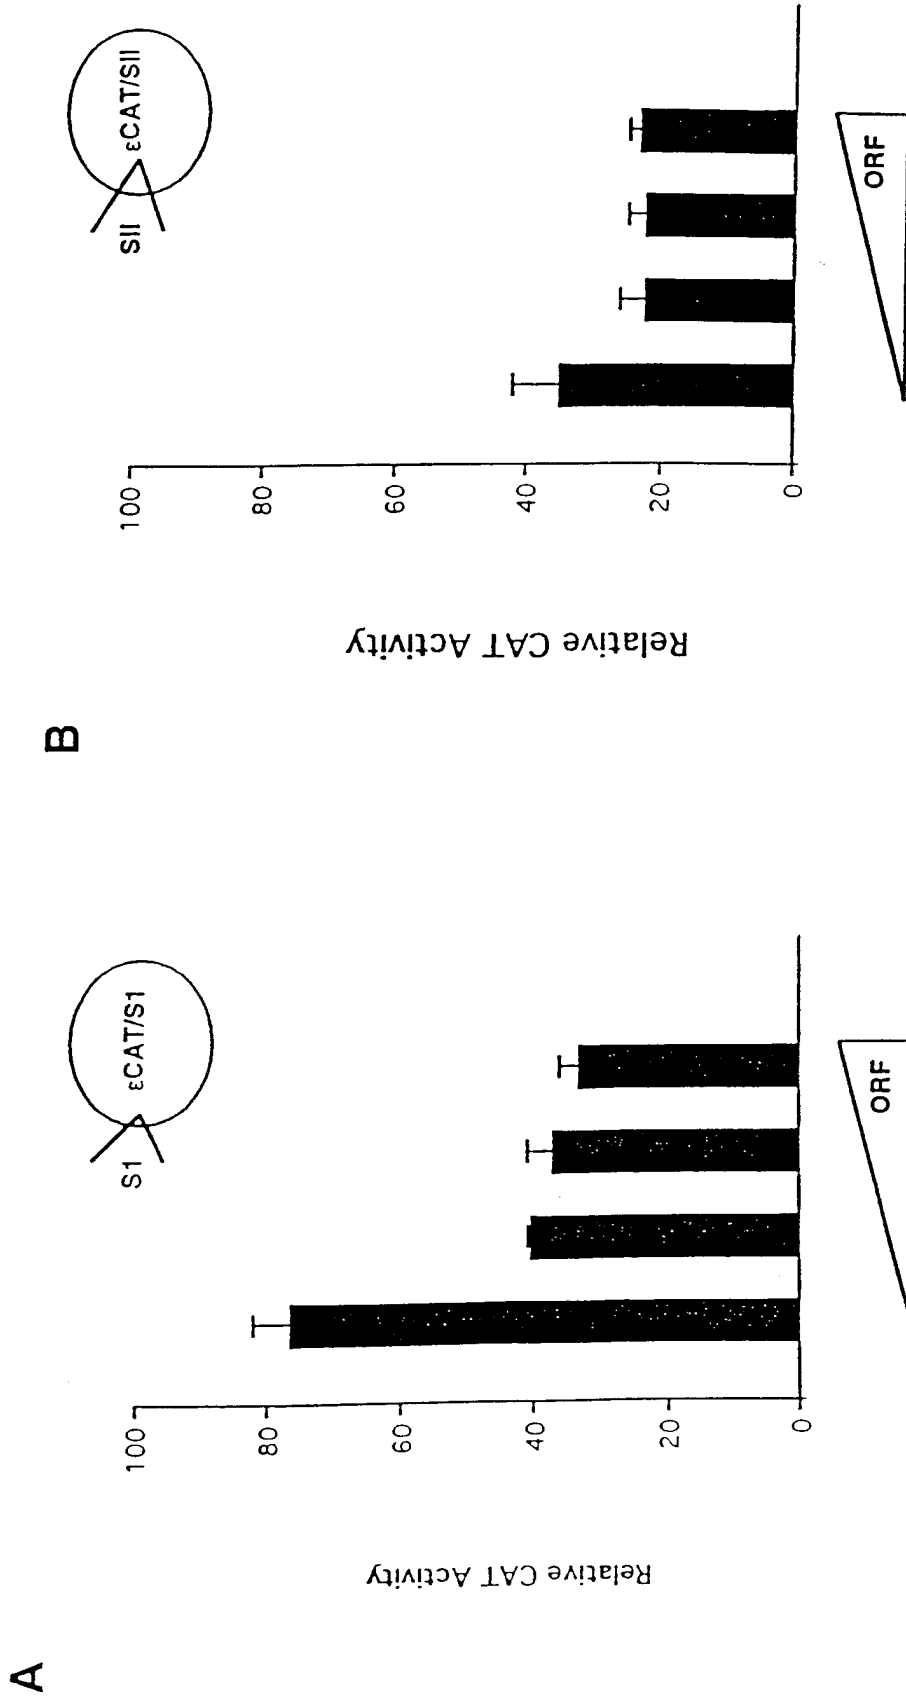 A
Relative CAT Activity
100
80
60
40
20
0
S1
εCAT/S1
ORF
B
Relative CAT Activity
100
80
60
40
20
0
SII
εCAT/SII
ORF